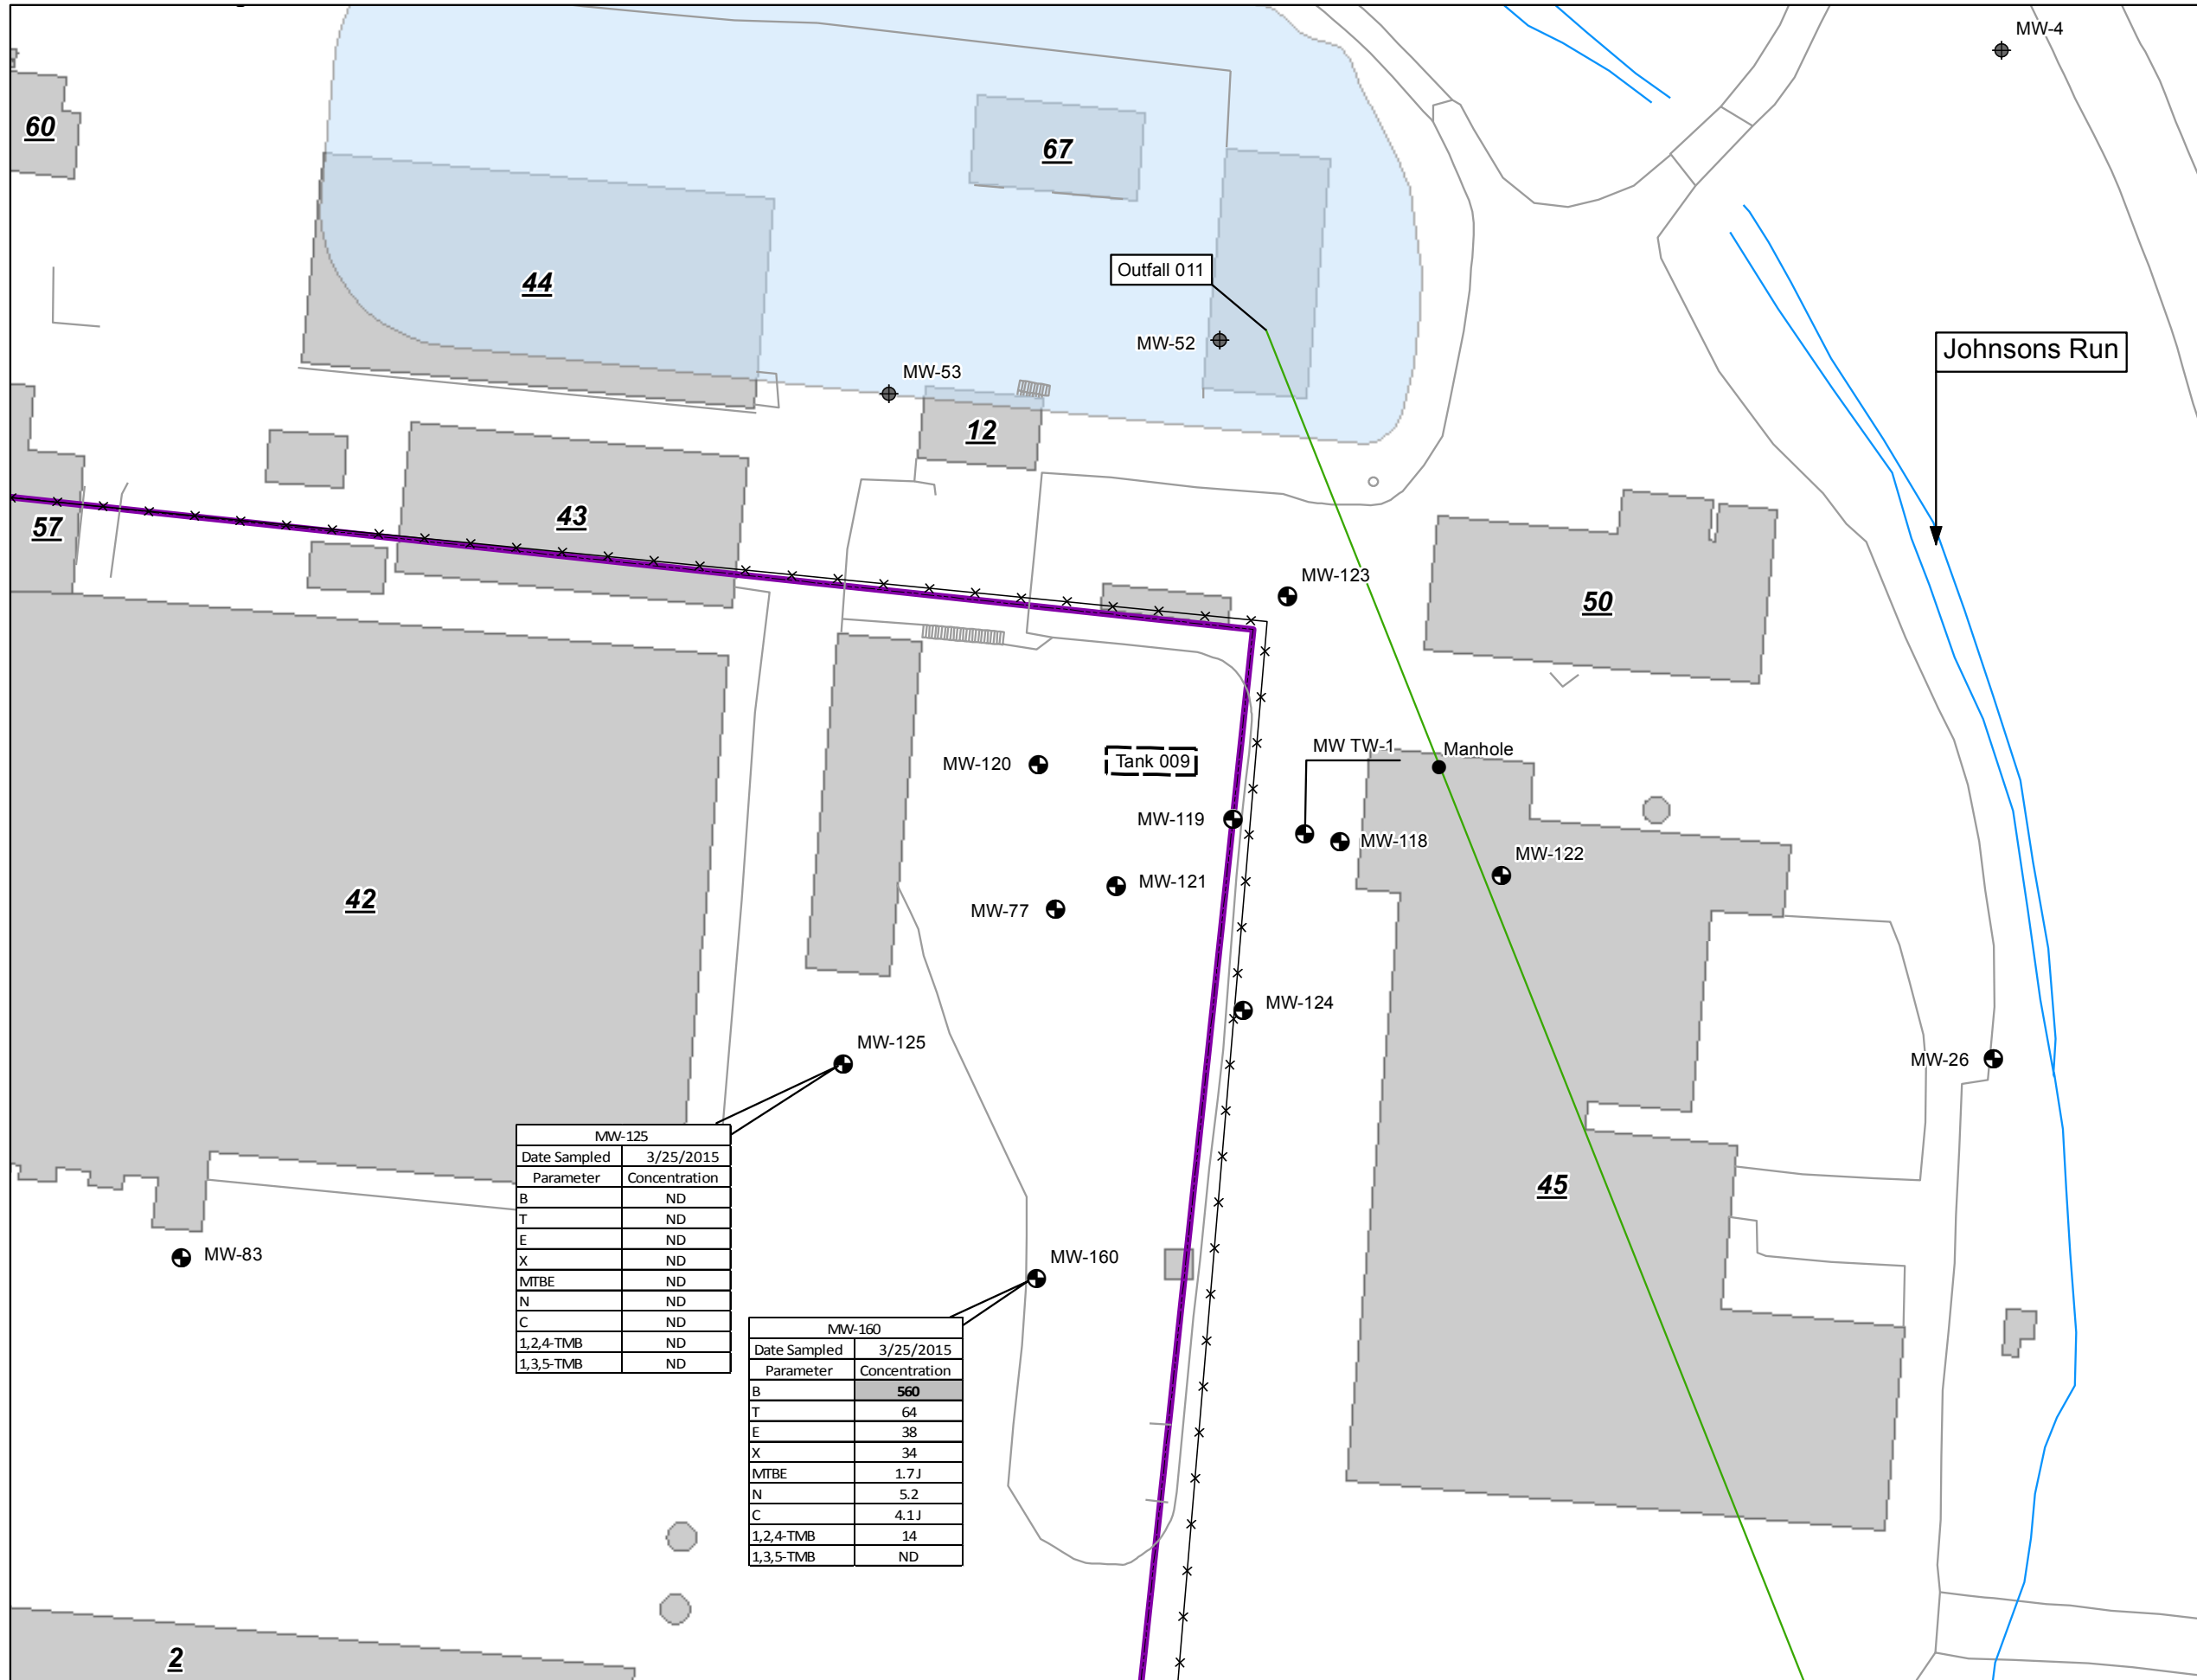 MW-4
60
67
Outfall 011
44
MW-52
Johnsons Run
MW-53
12
43
57
MW-123
50
MW TW-1
Manhole
MW-120
Tank 009
MW-119
MW-118
MW-122
MW-121
42
MW-77
MW-124
MW-125
MW-26
MW-125
Date Sampled 3/25/2015
Parameter Concentration
B ND
T ND
E ND
X ND
MTBE ND
N ND
C ND
1,2,4-TMB ND
1,3,5-TMB ND
45
MW-83
MW-160
MW-160
Date Sampled 3/25/2015
Parameter Concentration
B 560
T 64
E 38
X 34
MTBE 1.7 J
N 5.2
C 4.1 J
1,2,4-TMB 14
1,3,5-TMB ND
2